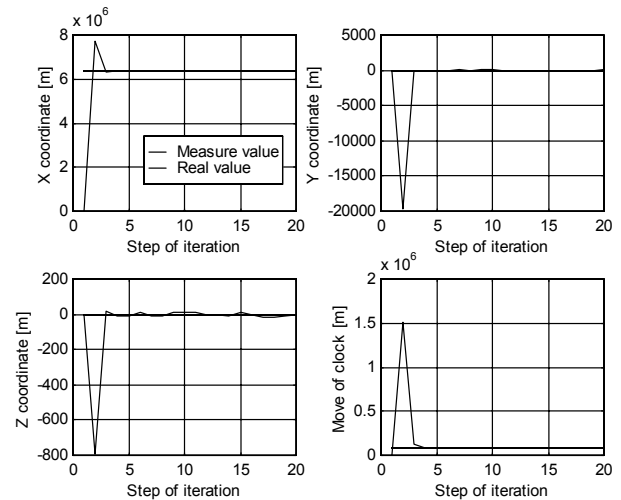 x 10^6
8
6
4
2
0
X coordinate [m]
Measure value
Real value
0 5 10 15 20
Step of iteration
5000
0
-5000
-10000
-15000
-20000
Y coordinate [m]
0 5 10 15 20
Step of iteration
200
0
-200
-400
-600
-800
Z coordinate [m]
0 5 10 15 20
Step of iteration
x 10^6
2
1.5
1
0.5
0
Move of clock [m]
0 5 10 15 20
Step of iteration